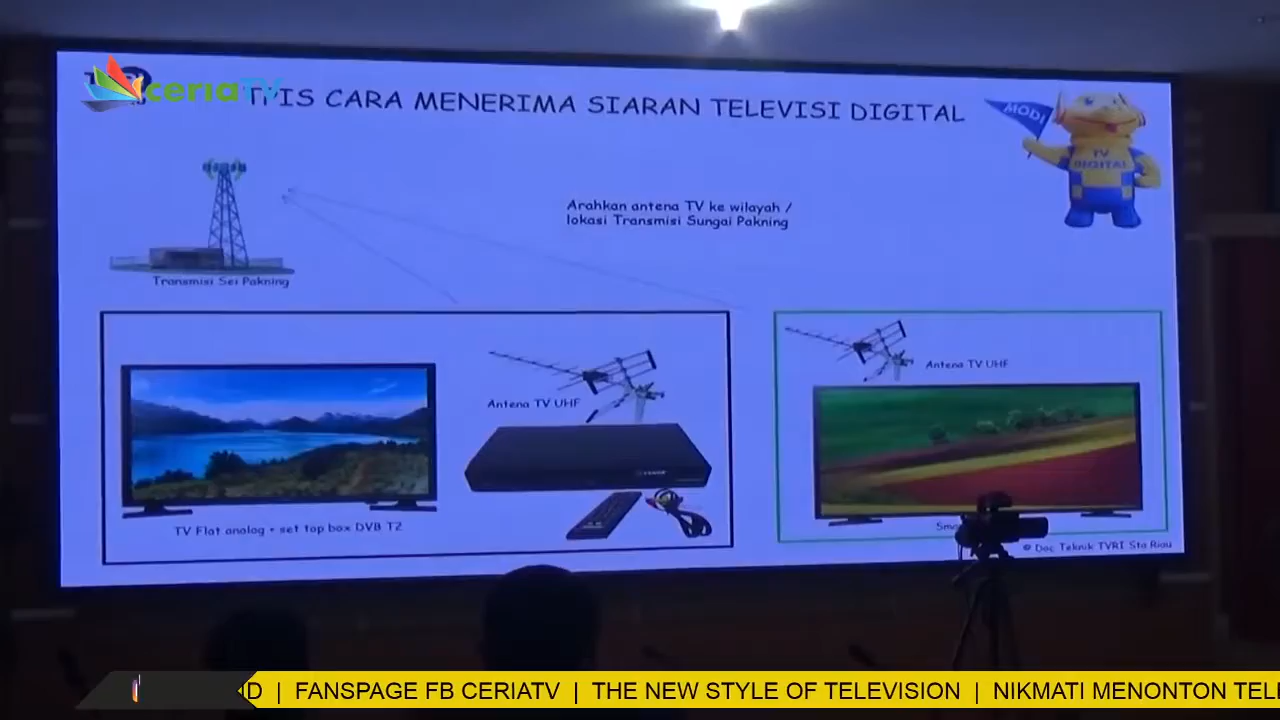 ceriaTV
TPIS CARA MENERIMA SIARAN TELEVISI DIGITAL
MODI
TV
DIGITAL
Arahkan antena TV ke wilayah /
lokasi Transmisi Sungai Pakning
Transmisi Sei Pakning
Antena TV UHF
Antena TV UHF
TV Flat analog + set top box DVB T2
© Doc Teknik TVRI Sta Riau
D | FANSPAGE FB CERIATV | THE NEW STYLE OF TELEVISION | NIKMATI MENONTON TEL